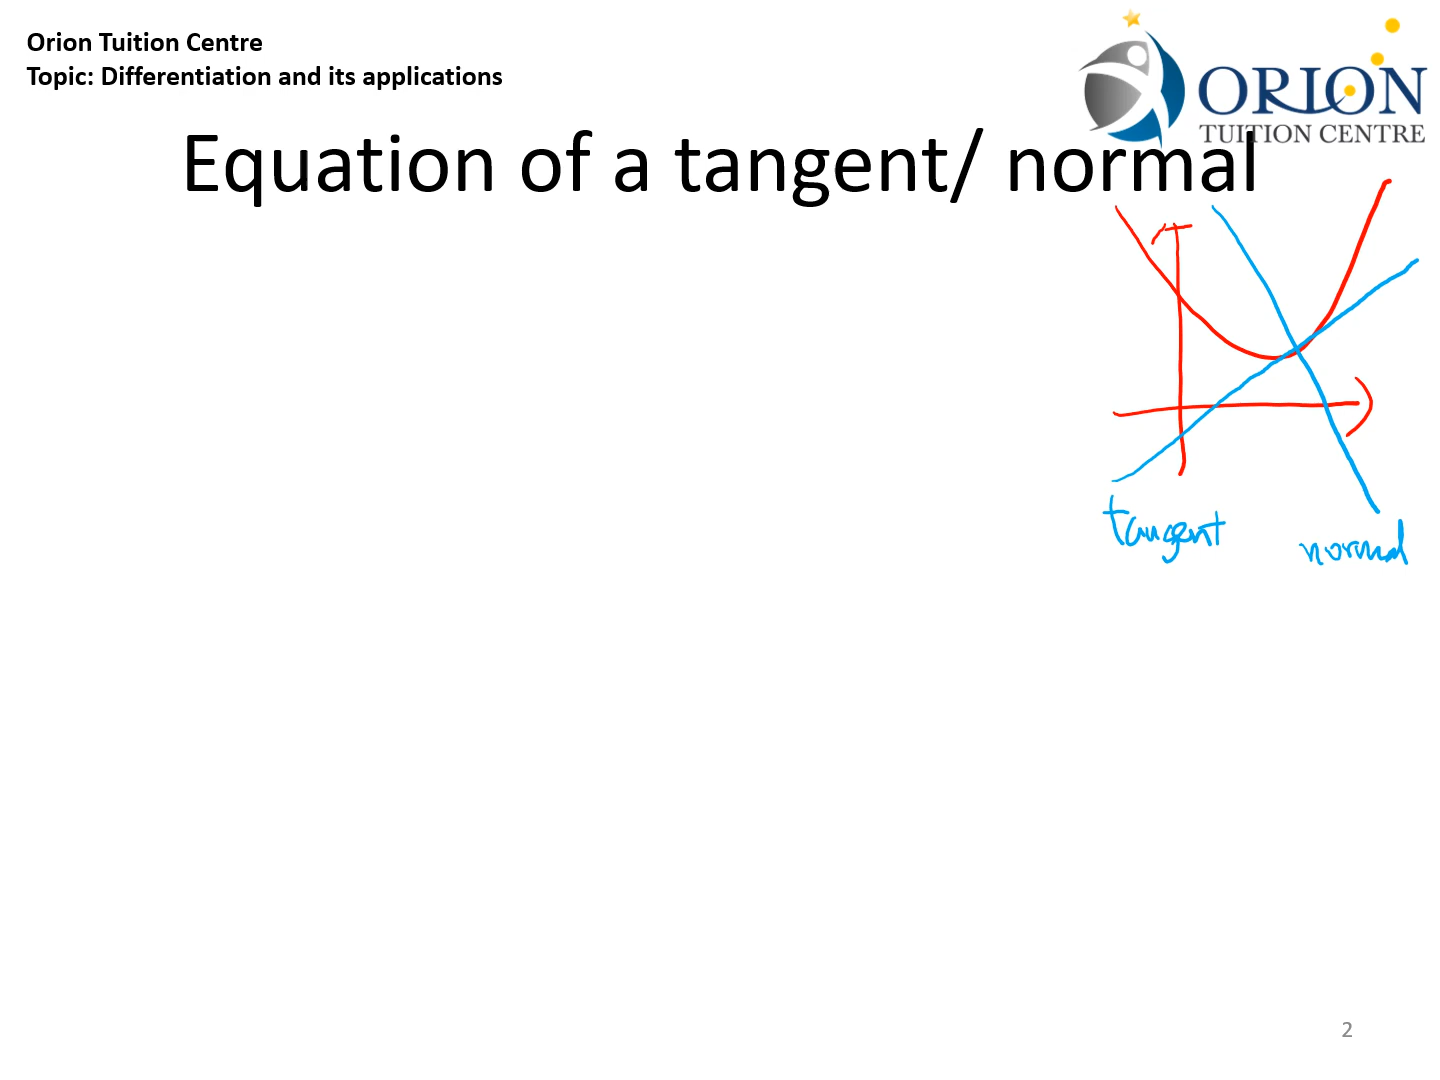 Orion Tuition Centre
Topic: Differentiation and its applications
ORION
TUITION CENTRE
Equation of a tangent/ normal
tangent
normal
2